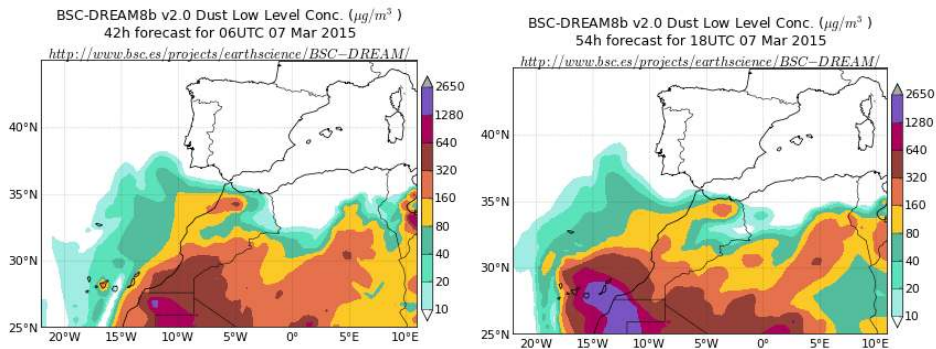 BSC-DREAM8b v2.0 Dust Low Level Conc. (μg/m³ )
42h forecast for 06UTC 07 Mar 2015
http://www.bsc.es/projects/earthscience/BSC−DREAM/
40°N
35°N
30°N
25°N
20°W 15°W 10°W 5°W 0° 5°E 10°E
2650
1280
640
320
160
80
40
20
10
BSC-DREAM8b v2.0 Dust Low Level Conc. (μg/m³ )
54h forecast for 18UTC 07 Mar 2015
http://www.bsc.es/projects/earthscience/BSC−DREAM/
40°N
35°N
30°N
25°N
20°W 15°W 10°W 5°W 0° 5°E 10°E
2650
1280
640
320
160
80
40
20
10